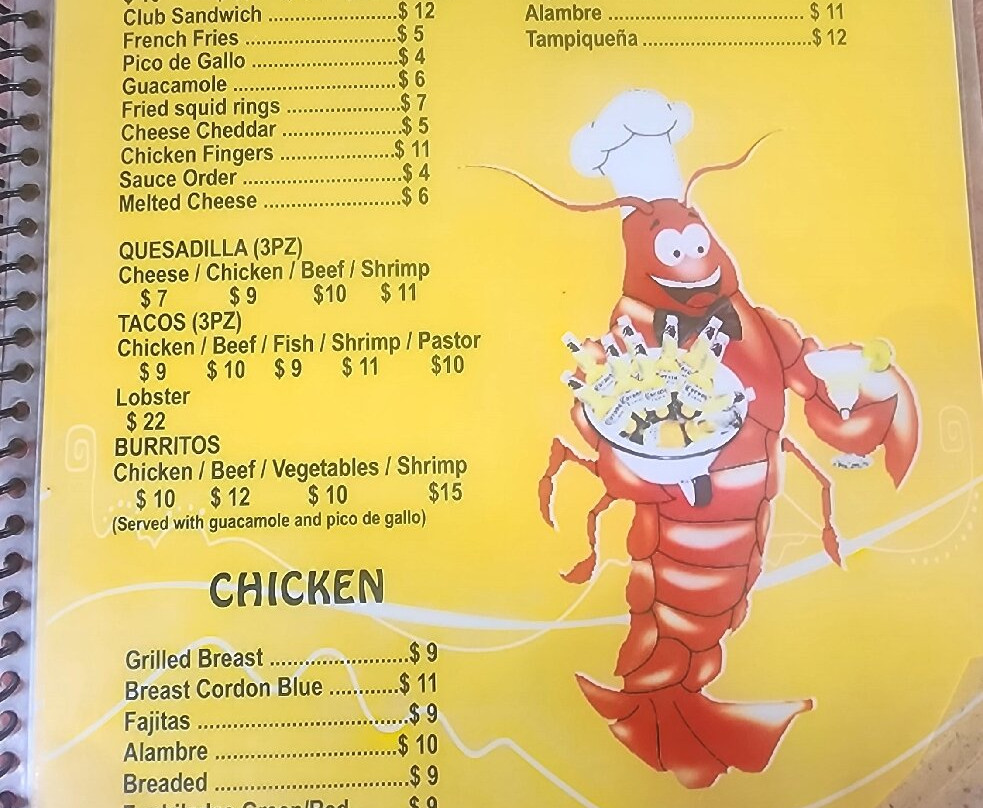 Club Sandwich ........................ $ 12
French Fries ........................... $ 5
Pico de Gallo .......................... $ 4
Guacamole ............................ $ 6
Fried squid rings .................... $ 7
Cheese Cheddar .................... $ 5
Chicken Fingers .................... $ 11
Sauce Order .......................... $ 4
Melted Cheese ....................... $ 6
QUESADILLA (3PZ)
Cheese / Chicken / Beef / Shrimp
$ 7 $ 9 $10 $ 11
TACOS (3PZ)
Chicken / Beef / Fish / Shrimp / Pastor
$ 9 $ 10 $ 9 $ 11 $10
Lobster
$ 22
BURRITOS
Chicken / Beef / Vegetables / Shrimp
$ 10 $ 12 $ 10 $15
(Served with guacamole and pico de gallo)
CHICKEN
Grilled Breast ........................ $ 9
Breast Cordon Blue ............ $ 11
Fajitas .................................... $ 9
Alambre ................................ $ 10
Breaded ................................. $ 9
$ 9
Alambre .................................. $ 11
Tampiqueña ............................. $ 12